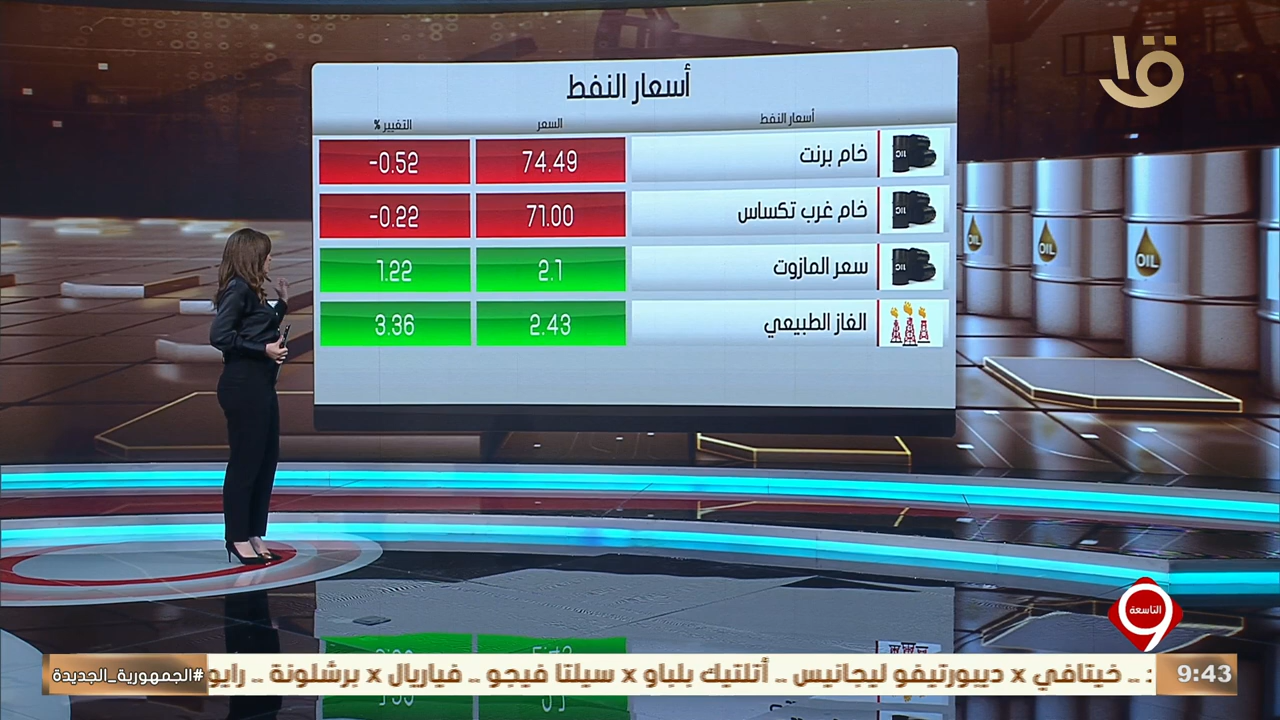 أسعار النفط
أسعار النفط السعر التغيير %
خام برنت 74.49 -0.52
خام غرب تكساس 71.00 -0.22
سعر المازوت 2.1 1.22
الغاز الطبيعي 2.43 3.36
OIL OIL OIL
التاسعة
9
9:43 .. خيتافي x ديبورتيفو ليجانيس .. أتلتيك بلباو x سيلتا فيجو .. فياريال x برشلونة .. رايو #الجمهورية_الجديدة